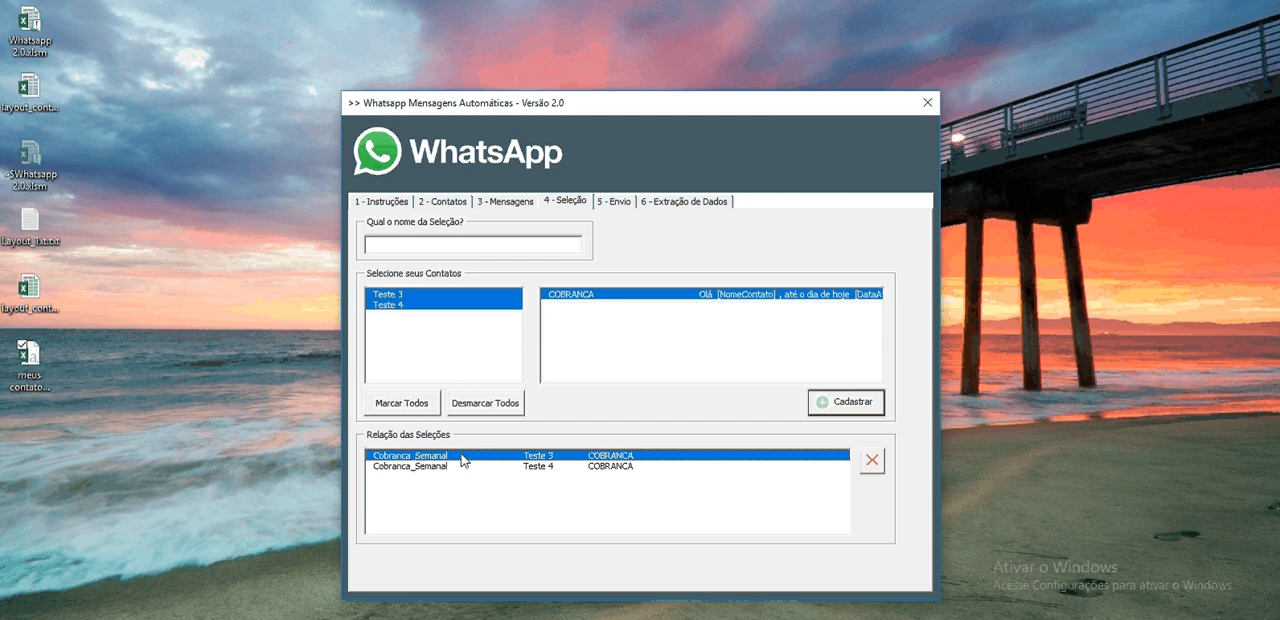 Whatsapp
2.0.xlsm
layout_cont...
~$Whatsapp
2.0.xlsm
Layout_Txt.txt
layout_cont...
meus
contato...
>> Whatsapp Mensagens Automáticas - Versão 2.0
WhatsApp
1 - Instruções
2 - Contatos
3 - Mensagens
4 - Seleção
5 - Envio
6 - Extração de Dados
Qual o nome da Seleção?
Selecione seus Contatos
Teste 3
Teste 4
COBRANCA Olá [NomeContato] , até o dia de hoje [DataA
Marcar Todos
Desmarcar Todos
Cadastrar
Relação das Seleções
Cobranca_Semanal Teste 3 COBRANCA
Cobranca_Semanal Teste 4 COBRANCA
Ativar o Windows
Acesse Configurações para ativar o Windows.